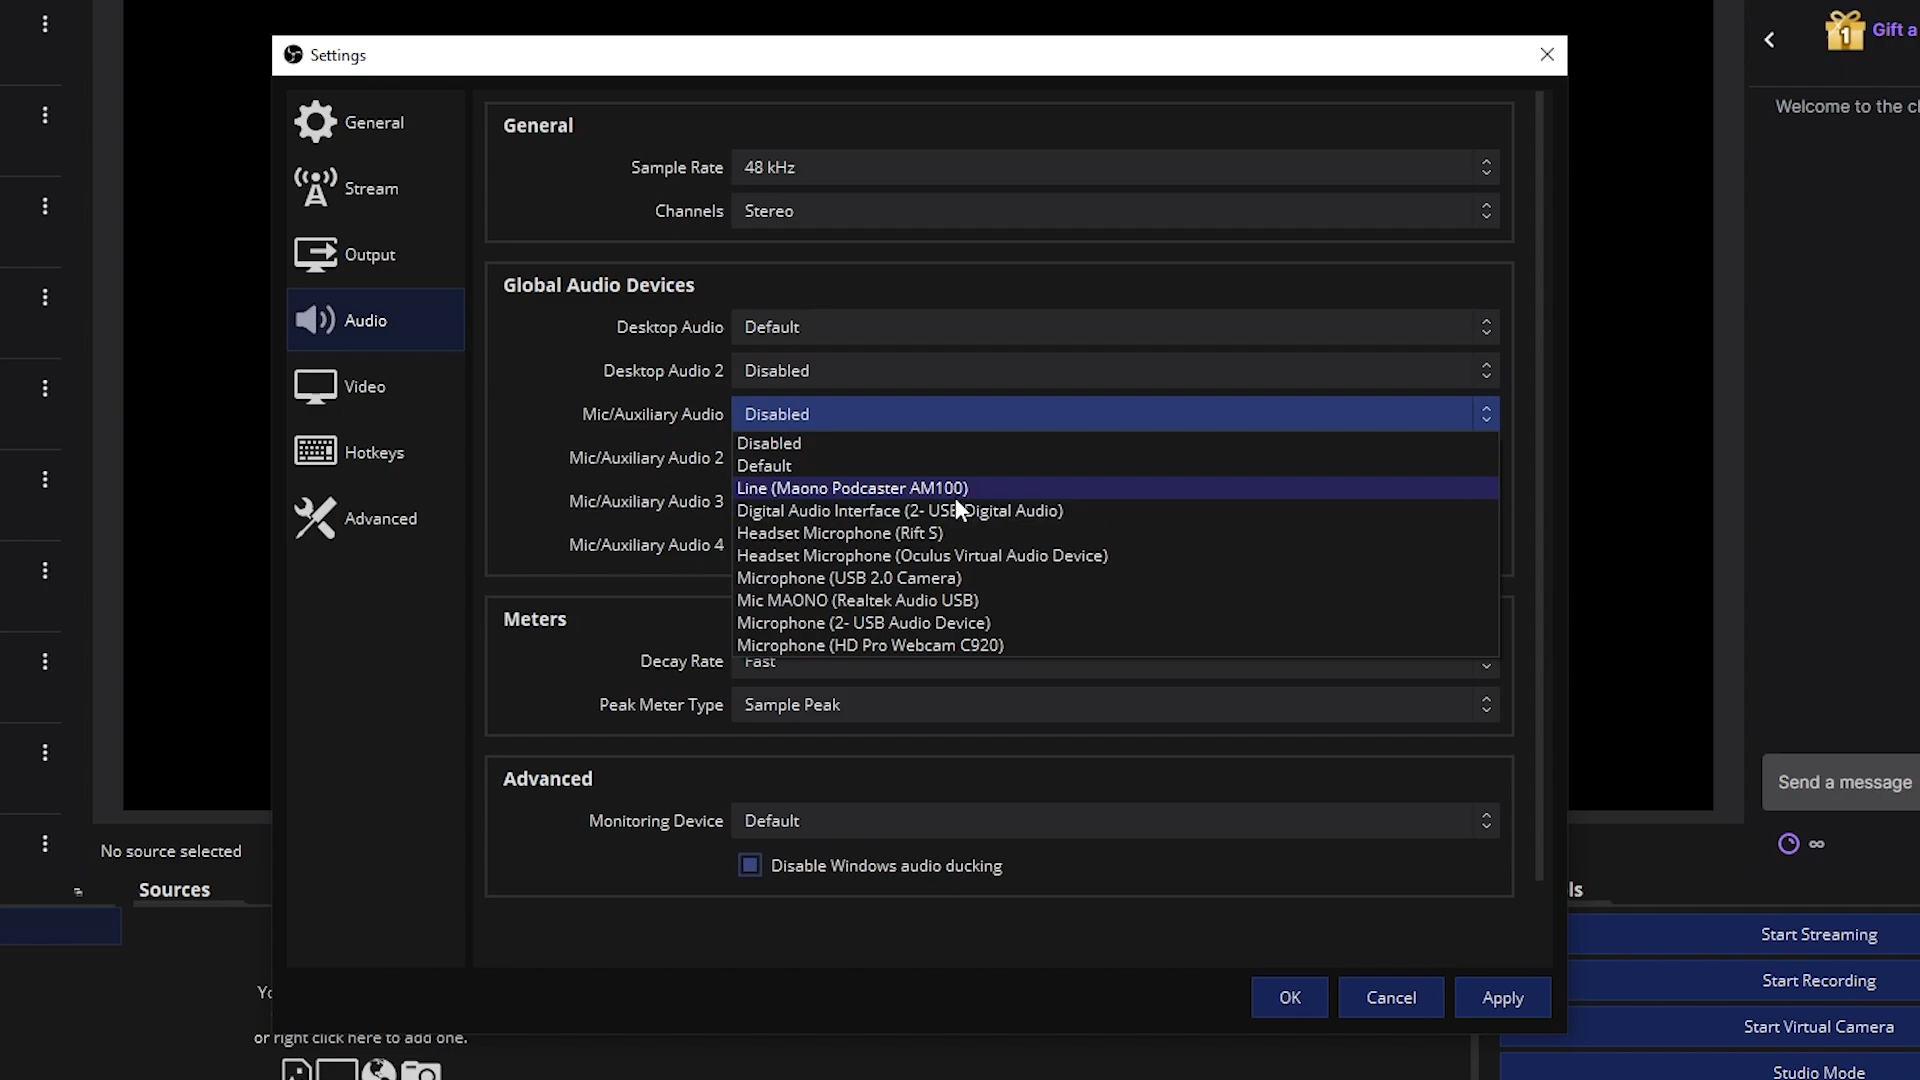 Settings
Gift a
1
Welcome to the cl
General
Stream
Output
Audio
Video
Hotkeys
Advanced
General
Sample Rate 48 kHz
Channels Stereo
Global Audio Devices
Desktop Audio Default
Desktop Audio 2 Disabled
Mic/Auxiliary Audio Disabled
Mic/Auxiliary Audio 2
Mic/Auxiliary Audio 3
Mic/Auxiliary Audio 4
Disabled
Default
Line (Maono Podcaster AM100)
Digital Audio Interface (2- USB Digital Audio)
Headset Microphone (Rift S)
Headset Microphone (Oculus Virtual Audio Device)
Microphone (USB 2.0 Camera)
Mic MAONO (Realtek Audio USB)
Microphone (2- USB Audio Device)
Microphone (HD Pro Webcam C920)
Meters
Decay Rate Fast
Peak Meter Type Sample Peak
Advanced
Monitoring Device Default
Disable Windows audio ducking
OK
Cancel
Apply
Send a message
∞
No source selected
Sources
Yo
or right click here to add one.
ls
Start Streaming
Start Recording
Start Virtual Camera
Studio Mode